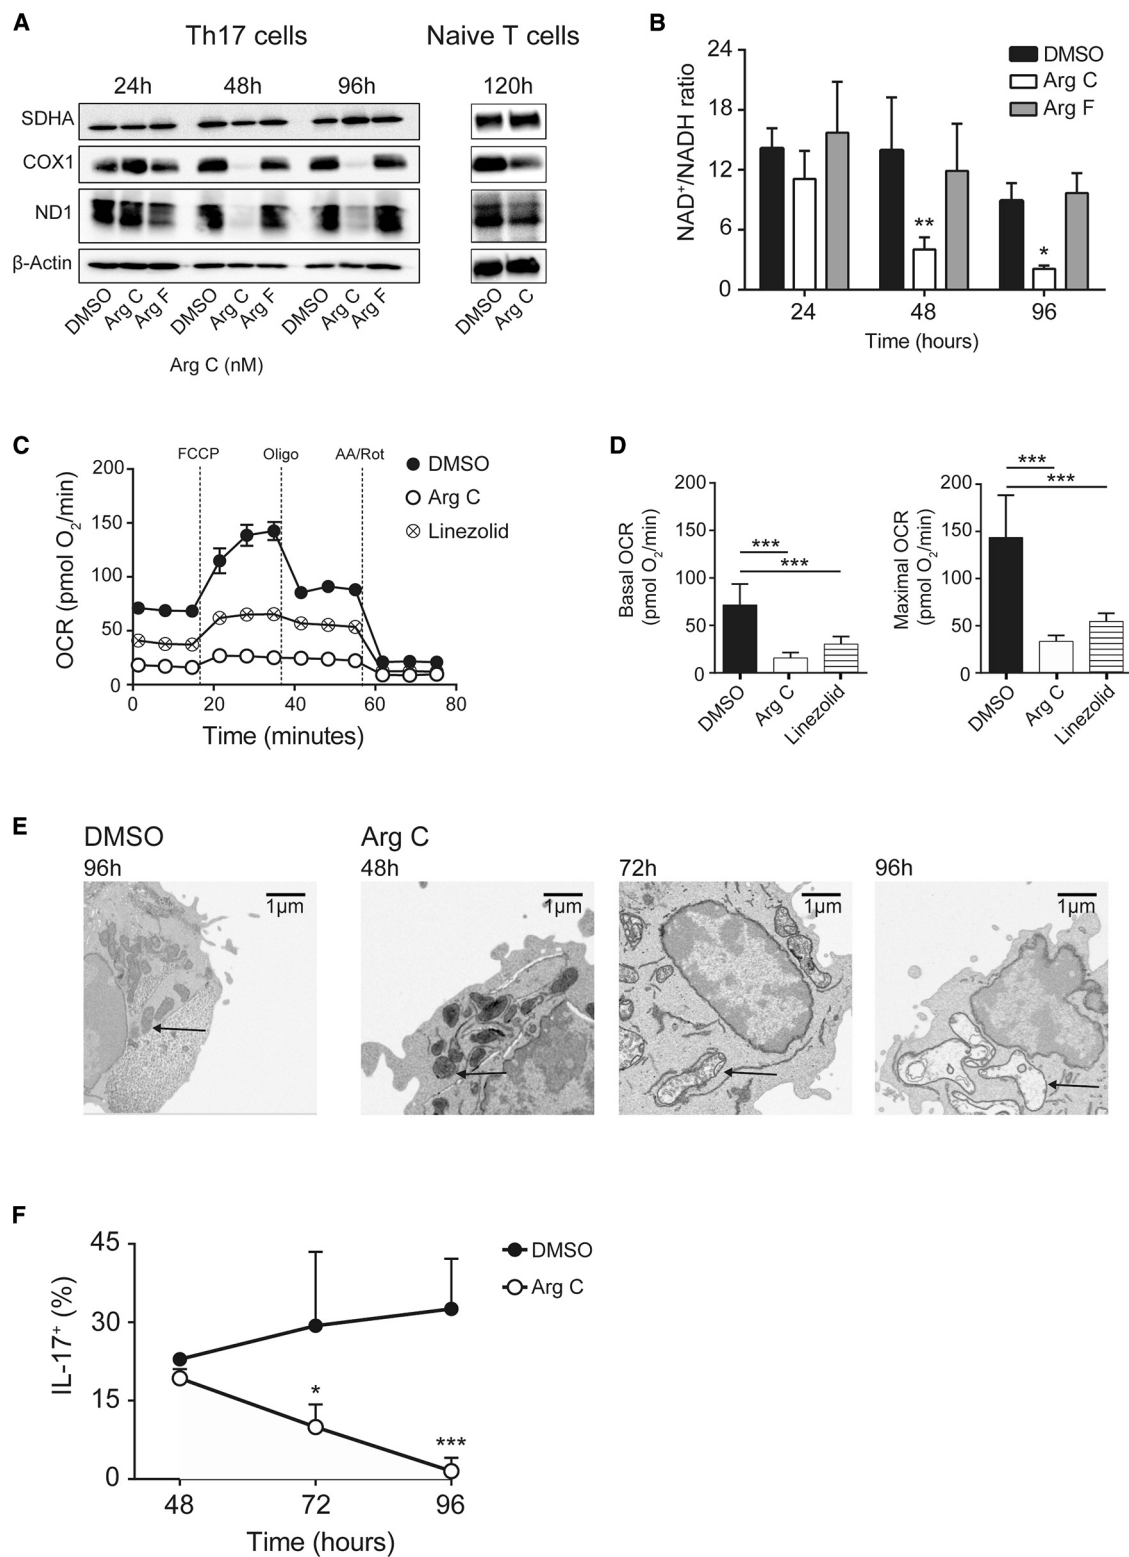 A
Th17 cells
Naive T cells
24h
48h
96h
120h
SDHA
COX1
ND1
β-Actin
DMSO
Arg C
Arg F
DMSO
Arg C
Arg F
DMSO
Arg C
Arg F
DMSO
Arg C
Arg C (nM)
B
NAD⁺/NADH ratio
24
18
12
6
0
DMSO
Arg C
Arg F
**
*
24
48
96
Time (hours)
C
FCCP
Oligo
AA/Rot
OCR (pmol O₂/min)
200
150
100
50
0
DMSO
Arg C
Linezolid
0
20
40
60
80
Time (minutes)
D
Basal OCR
(pmol O₂/min)
200
150
100
50
0
***
***
DMSO
Arg C
Linezolid
Maximal OCR
(pmol O₂/min)
200
150
100
50
0
***
***
DMSO
Arg C
Linezolid
E
DMSO
96h
Arg C
48h
72h
96h
1μm
1μm
1μm
1μm
F
IL-17⁺ (%)
45
30
15
0
DMSO
Arg C
*
***
48
72
96
Time (hours)